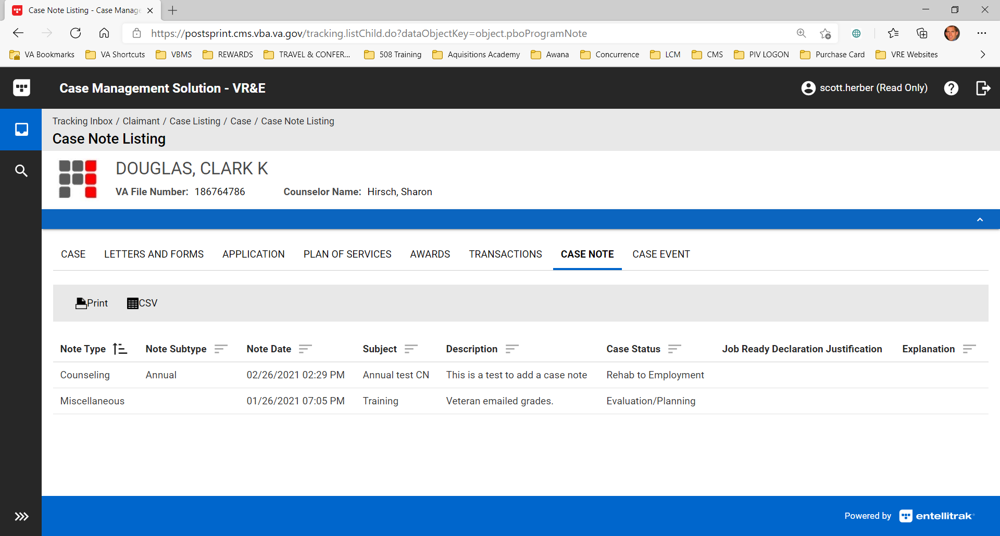 Case Note Listing - Case Manage
https://postsprint.cms.vba.va.gov/tracking.listChild.do?dataObjectKey=object.pboProgramNote
VA Bookmarks VA Shortcuts VBMS REWARDS TRAVEL & CONFER... 508 Training Aquisitions Academy Awana Concurrence LCM CMS PIV LOGON Purchase Card VRE Websites
Case Management Solution - VR&E scott.herber (Read Only)
Tracking Inbox / Claimant / Case Listing / Case / Case Note Listing
Case Note Listing
DOUGLAS, CLARK K
VA File Number: 186764786 Counselor Name: Hirsch, Sharon
CASE LETTERS AND FORMS APPLICATION PLAN OF SERVICES AWARDS TRANSACTIONS CASE NOTE CASE EVENT
Print CSV
Note Type Note Subtype Note Date Subject Description Case Status Job Ready Declaration Justification Explanation
Counseling Annual 02/26/2021 02:29 PM Annual test CN This is a test to add a case note Rehab to Employment
Miscellaneous 01/26/2021 07:05 PM Training Veteran emailed grades. Evaluation/Planning
Powered by entellitrak